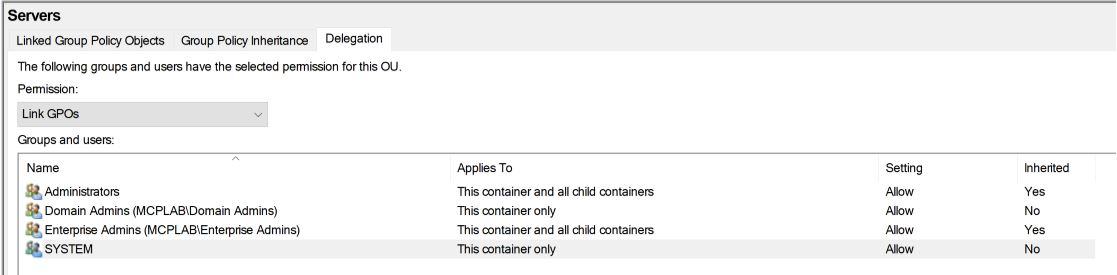 Servers
Linked Group Policy Objects Group Policy Inheritance Delegation
The following groups and users have the selected permission for this OU.
Permission:
Link GPOs
Groups and users:
Name Applies To Setting Inherited
Administrators This container and all child containers Allow Yes
Domain Admins (MCPLAB\Domain Admins) This container only Allow No
Enterprise Admins (MCPLAB\Enterprise Admins) This container and all child containers Allow Yes
SYSTEM This container only Allow No